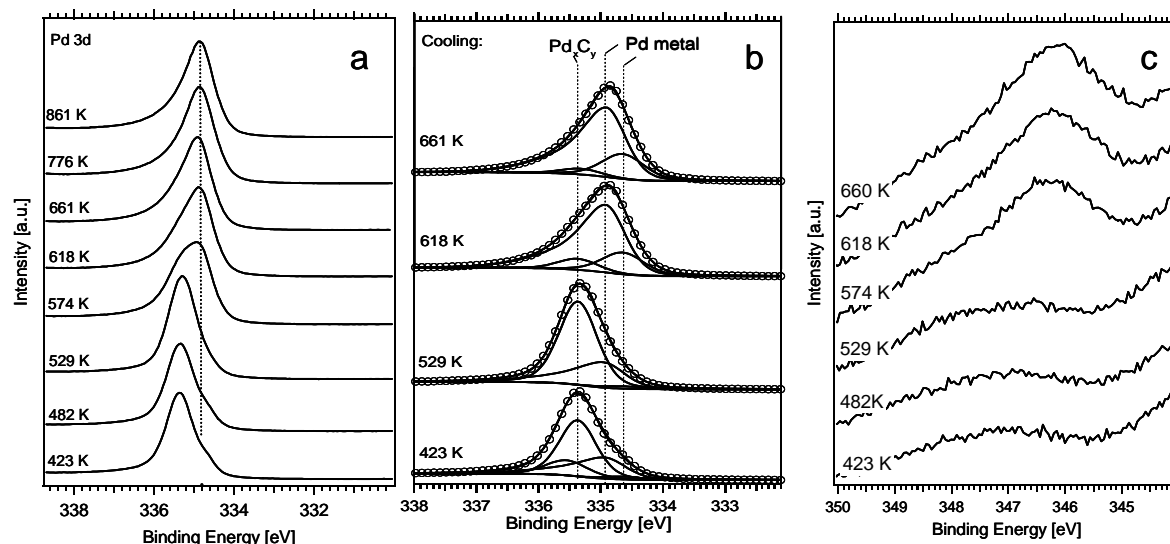 Pd 3d
a
861 K
776 K
661 K
618 K
574 K
529 K
482 K
423 K
Intensity [a.u.]
338 336 334 332
Binding Energy [eV]
Cooling:
PdxCy
Pd metal
b
661 K
618 K
529 K
423 K
338 337 336 335 334 333
Binding Energy [eV]
c
660 K
618 K
574 K
529 K
482K
423 K
Intensity [a.u.]
350 349 348 347 346 345
Binding Energy [eV]